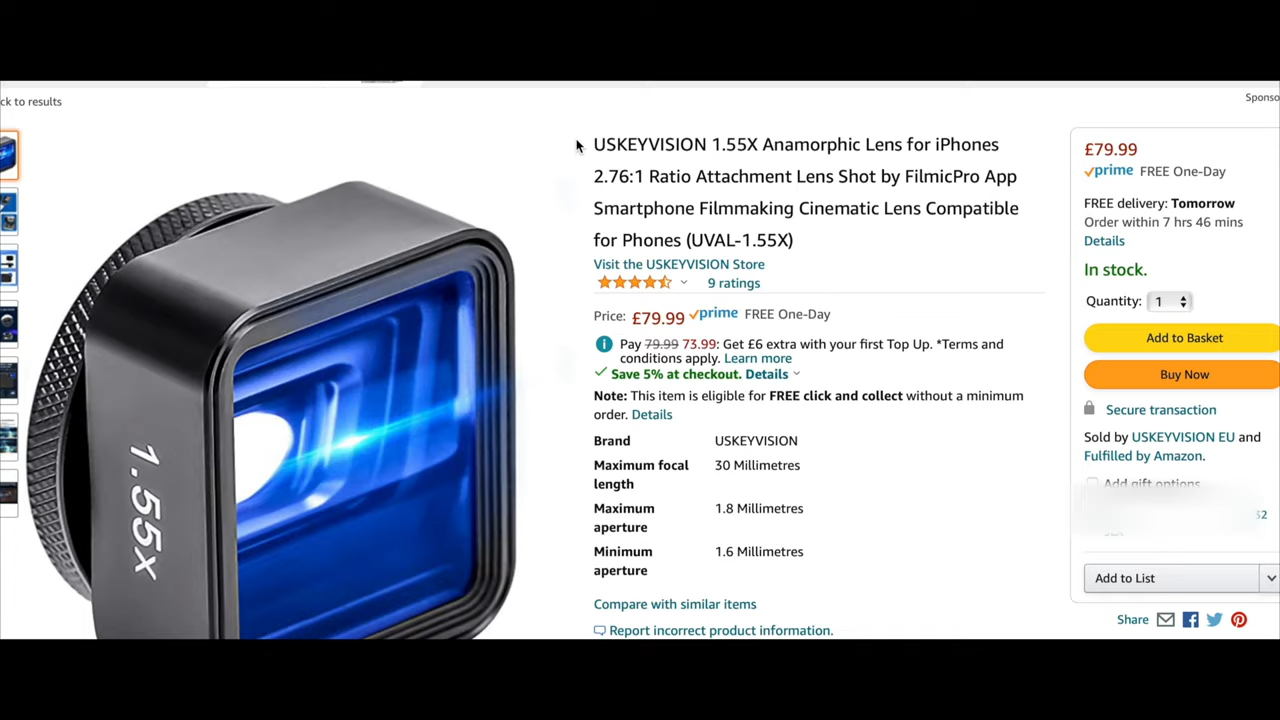 ck to results
Sponso
USKEYVISION 1.55X Anamorphic Lens for iPhones
2.76:1 Ratio Attachment Lens Shot by FilmicPro App
Smartphone Filmmaking Cinematic Lens Compatible
for Phones (UVAL-1.55X)
Visit the USKEYVISION Store
9 ratings
Price: £79.99 prime FREE One-Day
Pay 79.99 73.99: Get £6 extra with your first Top Up. *Terms and
conditions apply. Learn more
Save 5% at checkout. Details
Note: This item is eligible for FREE click and collect without a minimum
order. Details
Brand USKEYVISION
Maximum focal
length
30 Millimetres
Maximum
aperture
1.8 Millimetres
Minimum
aperture
1.6 Millimetres
Compare with similar items
Report incorrect product information.
1.55x
£79.99
prime FREE One-Day
FREE delivery: Tomorrow
Order within 7 hrs 46 mins
Details
In stock.
Quantity: 1
Add to Basket
Buy Now
Secure transaction
Sold by USKEYVISION EU and
Fulfilled by Amazon.
Add gift options
Add to List
Share